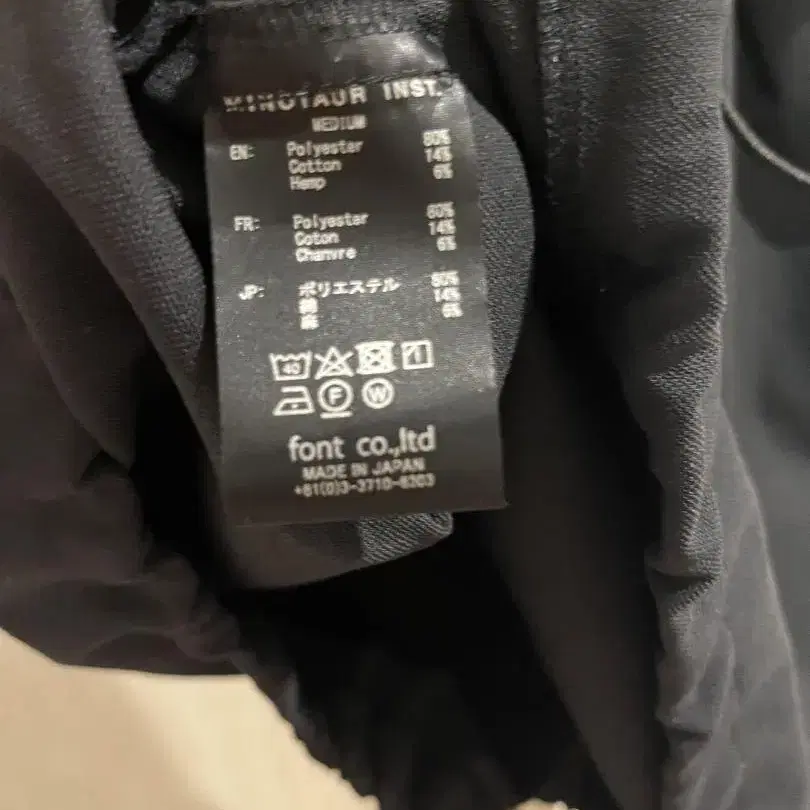 MINOTAUR INST.
MEDIUM
EN: Polyester 80%
Cotton 14%
Hemp 6%
FR: Polyester 80%
Coton 14%
Chanvre 6%
JP: ポリエステル 80%
綿 14%
麻 6%
40
F W
font co.,ltd
MADE IN JAPAN
+81(0)3-3710-6303